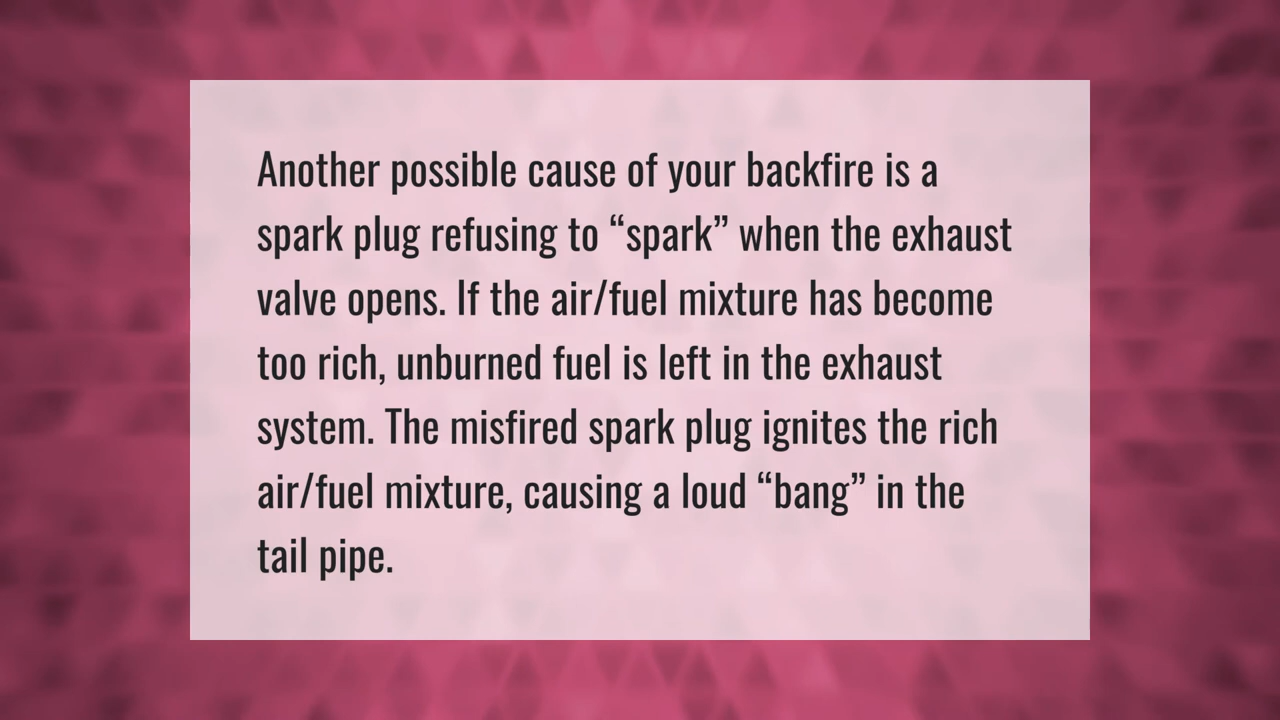 Another possible cause of your backfire is a
spark plug refusing to “spark” when the exhaust
valve opens. If the air/fuel mixture has become
too rich, unburned fuel is left in the exhaust
system. The misfired spark plug ignites the rich
air/fuel mixture, causing a loud “bang” in the
tail pipe.